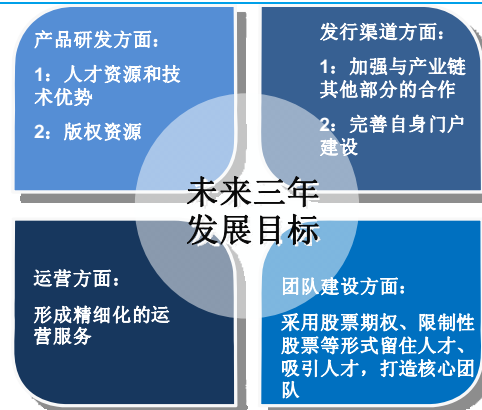 产品研发方面：
1：人才资源和技
术优势
2：版权资源
发行渠道方面：
1：加强与产业链
其他部分的合作
2：完善自身门户
建设
未来三年
发展目标
运营方面：
形成精细化的运
营服务
团队建设方面：
采用股票期权、限制性
股票等形式留住人才、
吸引人才，打造核心团
队